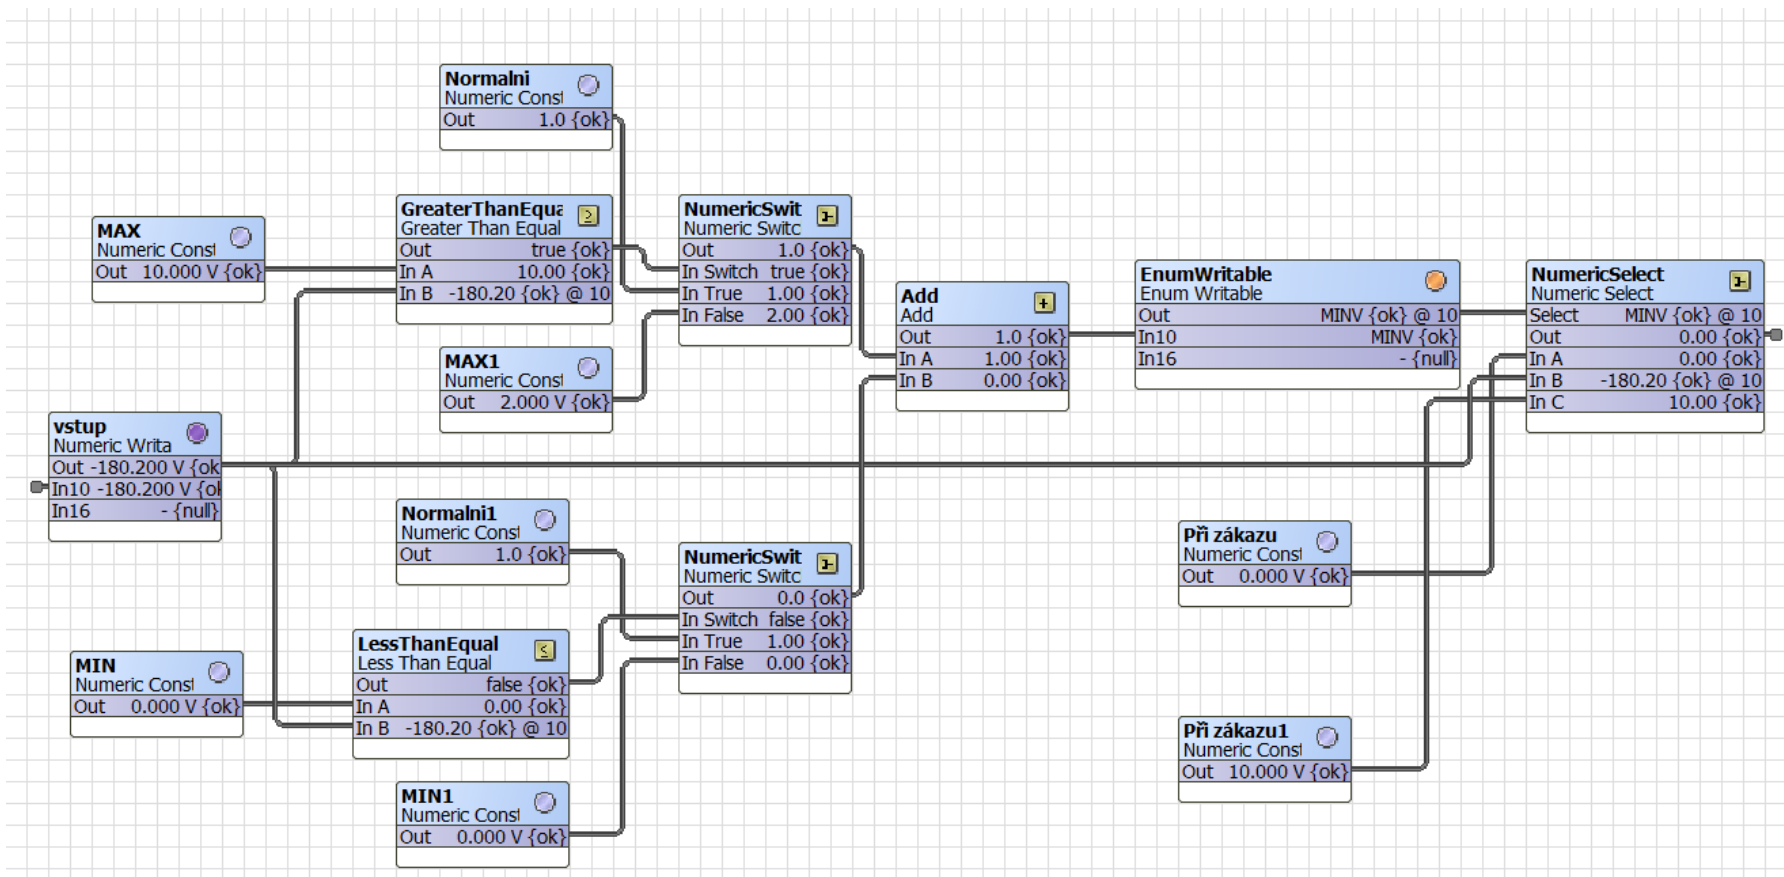 Normalni
Numeric Const
Out 1.0 {ok}
MAX
Numeric Const
Out 10.000 V {ok}
GreaterThanEqua
Greater Than Equal
Out true {ok}
In A 10.00 {ok}
In B -180.20 {ok} @ 10
NumericSwit
Numeric Switc
Out 1.0 {ok}
In Switch true {ok}
In True 1.00 {ok}
In False 2.00 {ok}
MAX1
Numeric Const
Out 2.000 V {ok}
Add
Add
Out 1.0 {ok}
In A 1.00 {ok}
In B 0.00 {ok}
EnumWritable
Enum Writable
Out MINV {ok} @ 10
In10 MINV {ok}
In16 - {null}
NumericSelect
Numeric Select
Select MINV {ok} @ 10
Out 0.00 {ok}
In A 0.00 {ok}
In B -180.20 {ok} @ 10
In C 10.00 {ok}
vstup
Numeric Writa
Out -180.200 V {ok
In10 -180.200 V {ok
In16 - {null}
Normalni1
Numeric Const
Out 1.0 {ok}
NumericSwit
Numeric Switc
Out 0.0 {ok}
In Switch false {ok}
In True 1.00 {ok}
In False 0.00 {ok}
LessThanEqual
Less Than Equal
Out false {ok}
In A 0.00 {ok}
In B -180.20 {ok} @ 10
MIN
Numeric Const
Out 0.000 V {ok}
MIN1
Numeric Const
Out 0.000 V {ok}
Při zákazu
Numeric Const
Out 0.000 V {ok}
Při zákazu1
Numeric Const
Out 10.000 V {ok}